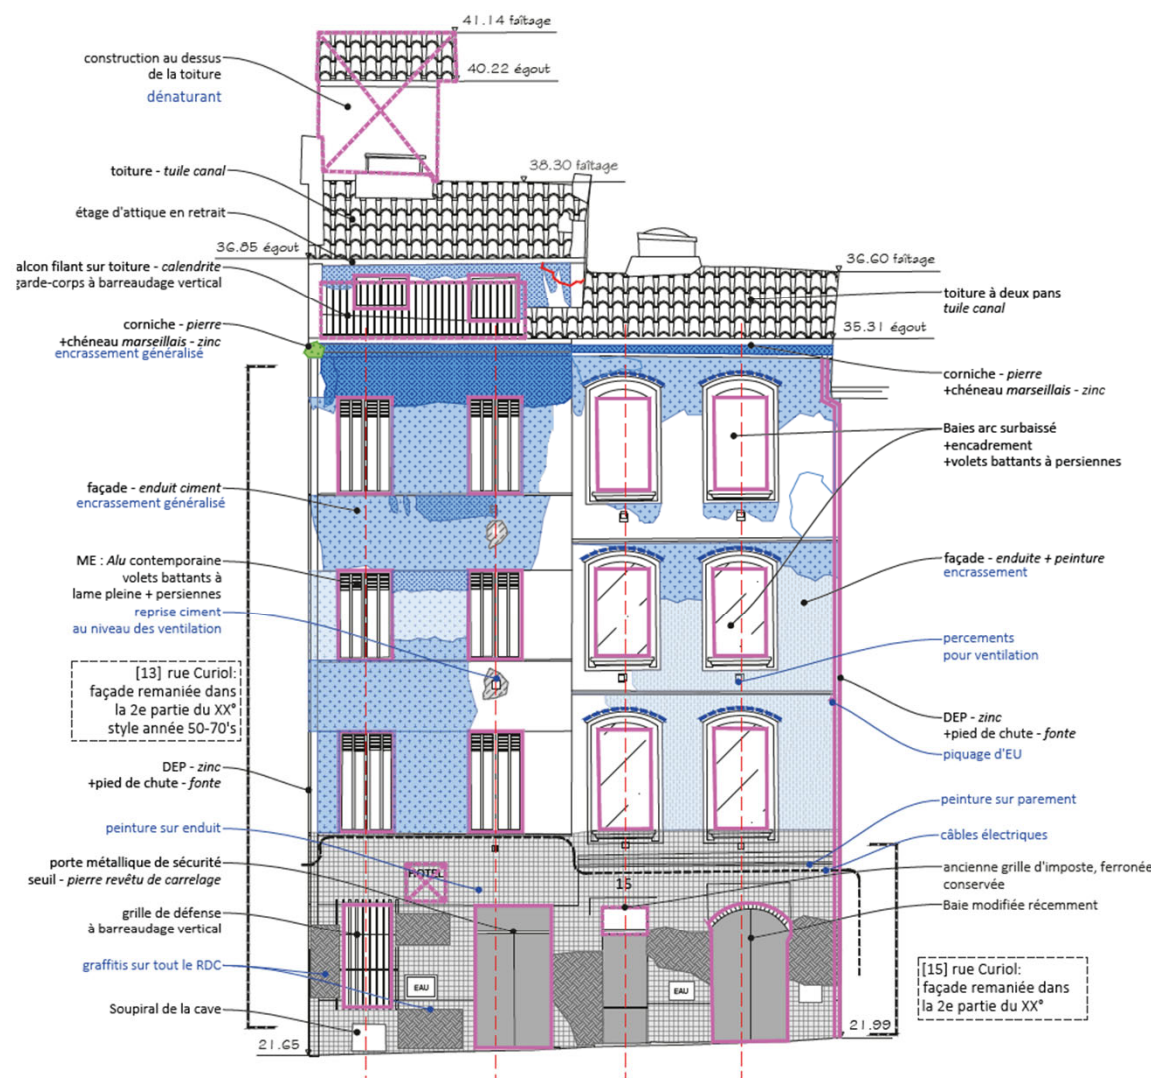 41.14 faîtage
40.22 égout
construction au dessus
de la toiture
dénaturant
38.30 faîtage
toiture - tuile canal
étage d'attique en retrait
36.85 égout
alcon filant sur toiture - calendrite
garde-corps à barreaudage vertical
corniche - pierre
+chéneau marseillais - zinc
encrassement généralisé
façade - enduit ciment
encrassement généralisé
ME : Alu contemporaine
volets battants à
lame pleine + persiennes
reprise ciment
au niveau des ventilation
[13] rue Curiol:
façade remaniée dans
la 2e partie du XX°
style année 50-70's
DEP - zinc
+pied de chute - fonte
peinture sur enduit
porte métallique de sécurité
seuil - pierre revêtu de carrelage
grille de défense
à barreaudage vertical
graffitis sur tout le RDC
Soupiral de la cave
21.65
HOTEL
15
EAU
EAU
36.60 faîtage
toiture à deux pans
tuile canal
35.31 égout
corniche - pierre
+chéneau marseillais - zinc
Baies arc surbaissé
+encadrement
+volets battants à persiennes
façade - enduite + peinture
encrassement
percements
pour ventilation
DEP - zinc
+pied de chute - fonte
piquage d'EU
peinture sur parement
câbles électriques
ancienne grille d'imposte, ferronée
conservée
Baie modifiée récemment
[15] rue Curiol:
façade remaniée dans
la 2e partie du XX°
21.99